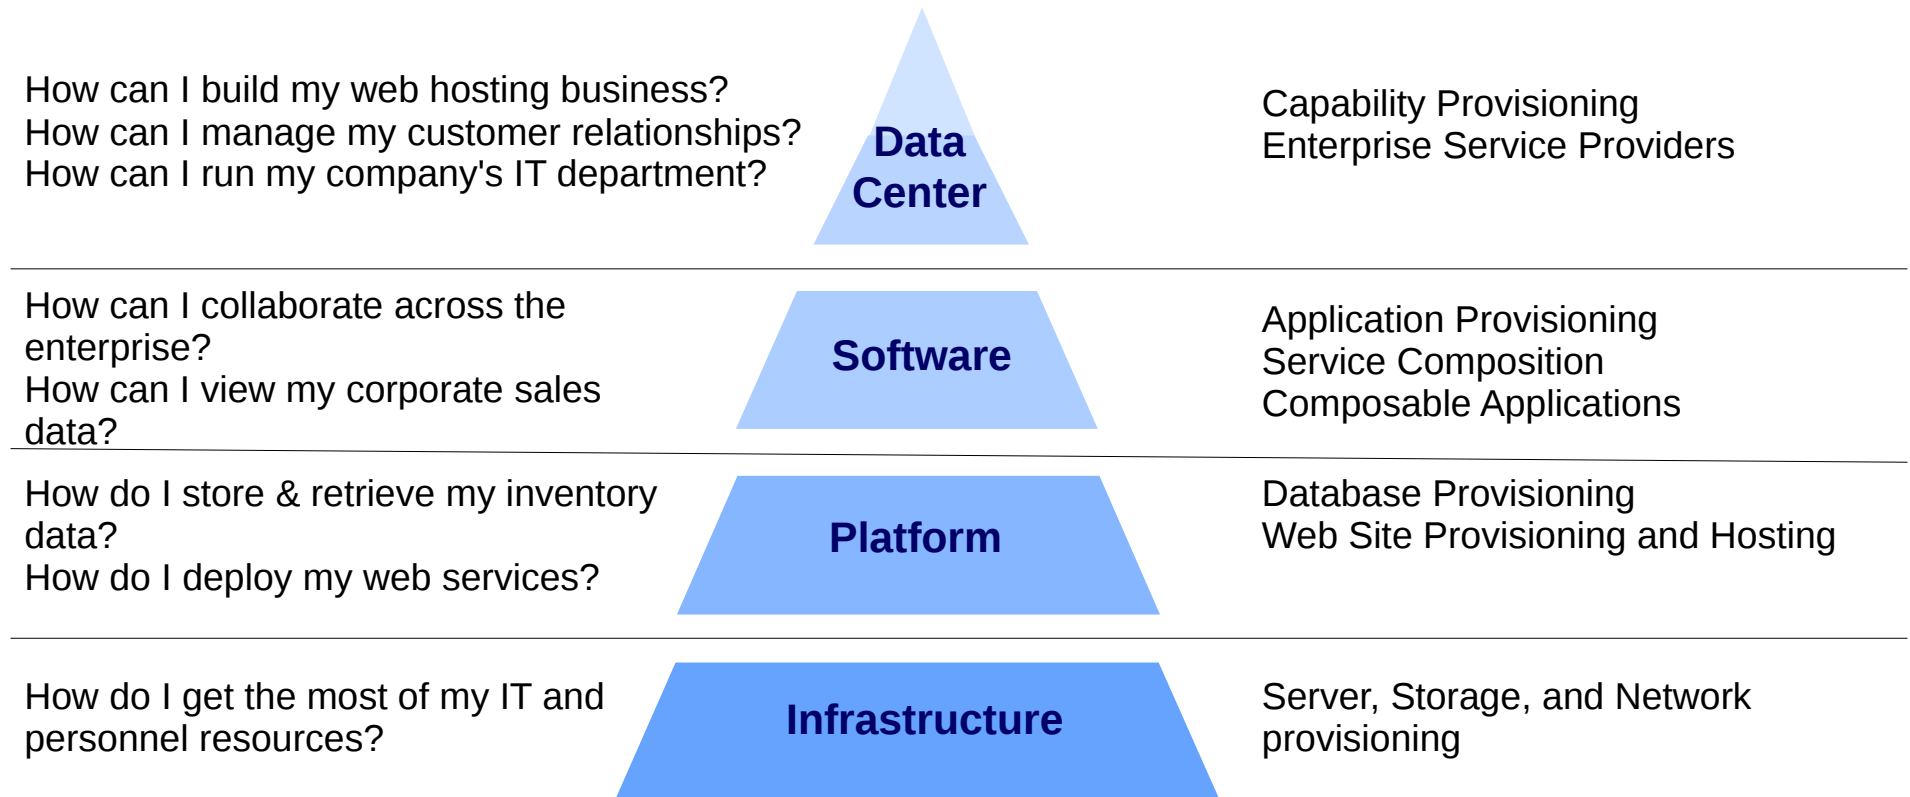 How can I build my web hosting business?
How can I manage my customer relationships?
How can I run my company's IT department?
Data
Center
Capability Provisioning
Enterprise Service Providers
How can I collaborate across the
enterprise?
How can I view my corporate sales
data?
Software
Application Provisioning
Service Composition
Composable Applications
How do I store & retrieve my inventory
data?
How do I deploy my web services?
Platform
Database Provisioning
Web Site Provisioning and Hosting
How do I get the most of my IT and
personnel resources?
Infrastructure
Server, Storage, and Network
provisioning